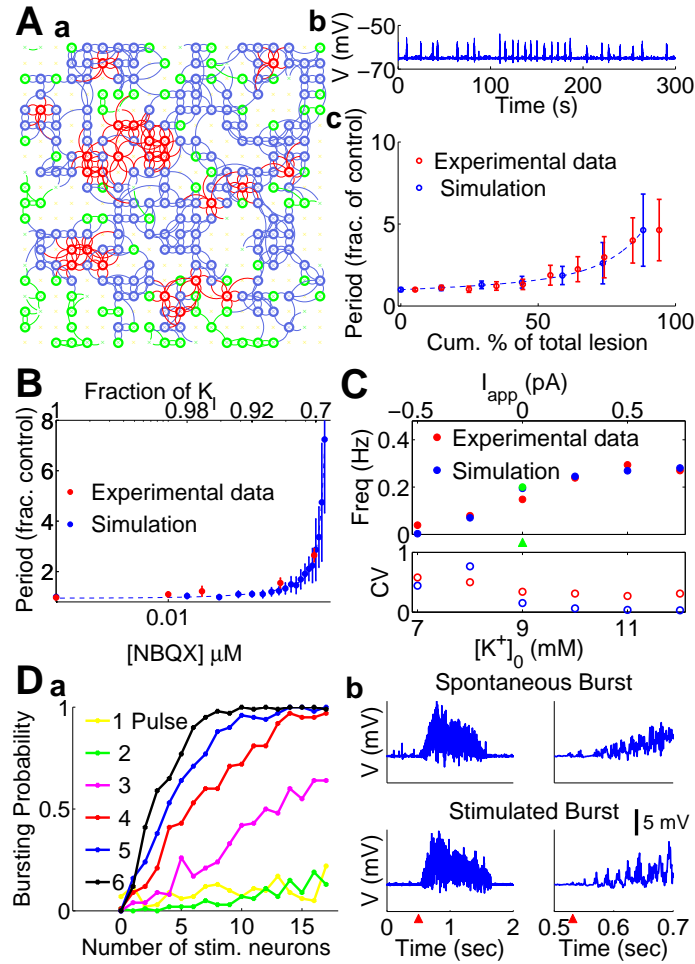 A
a
b
V (mV)
−50
−70
0
100
200
300
Time (s)
c
Experimental data
Simulation
Period (frac. of control)
10
5
0
0
50
100
Cum. % of total lesion
B
Fraction of K_I
1
0.98
0.92
0.7
8
6
4
2
Period (frac. control)
Experimental data
Simulation
0.01
[NBQX] μM
C
I_app (pA)
−0.5
0
0.5
0.4
0.2
0
Freq (Hz)
Experimental data
Simulation
CV
1
0
7
9
11
[K⁺]₀ (mM)
D
a
Bursting Probability
1
0.5
0
1 Pulse
2
3
4
5
6
0
5
10
15
Number of stim. neurons
b
Spontaneous Burst
V (mV)
V (mV)
Stimulated Burst
5 mV
V (mV)
V (mV)
0
1
2
Time (sec)
0.5
0.6
0.7
Time (sec)